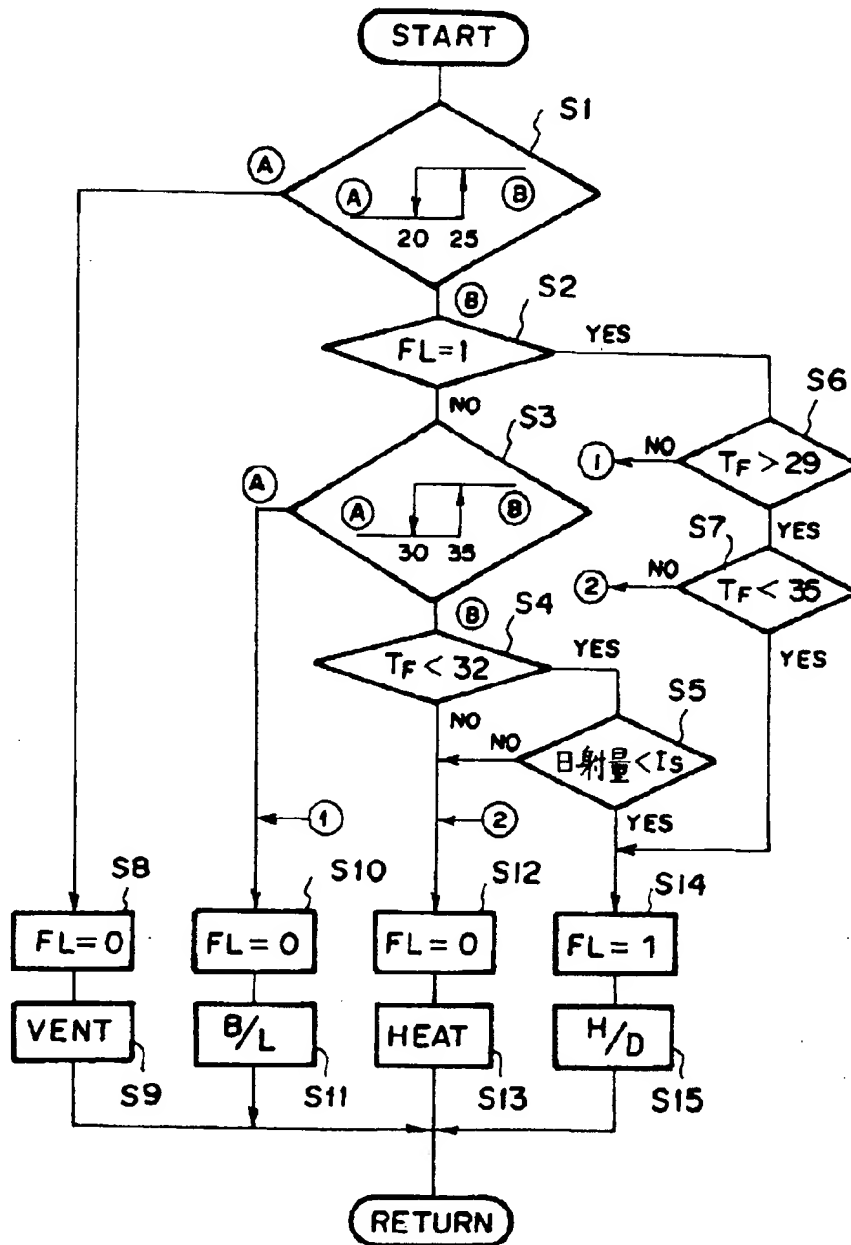 START
S1
Ⓐ
Ⓐ Ⓑ
20 25
Ⓑ
S2
FL=1
YES
NO
S6
TF>29
NO
①
YES
S3
Ⓐ
Ⓐ Ⓑ
30 35
Ⓑ
S7
TF<35
NO
②
YES
S4
TF<32
YES
NO
S5
日射量<IS
NO
YES
①
②
S8
FL=0
S10
FL=0
S12
FL=0
S14
FL=1
VENT
S9
B/L
S11
HEAT
S13
H/D
S15
RETURN